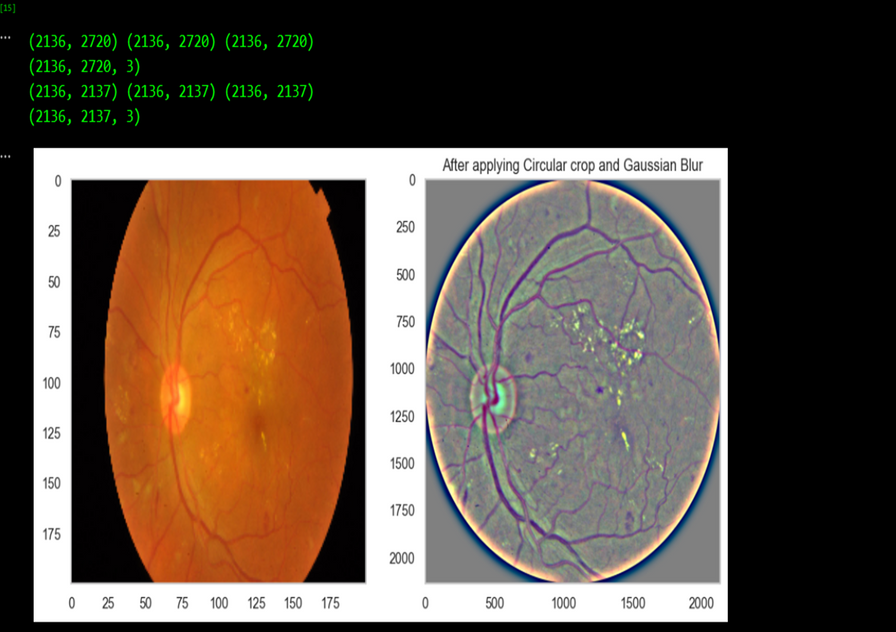 [15]
... (2136, 2720) (2136, 2720) (2136, 2720)
(2136, 2720, 3)
(2136, 2137) (2136, 2137) (2136, 2137)
(2136, 2137, 3)
...
After applying Circular crop and Gaussian Blur
0
25
50
75
100
125
150
175
0 25 50 75 100 125 150 175
0
250
500
750
1000
1250
1500
1750
2000
0 500 1000 1500 2000